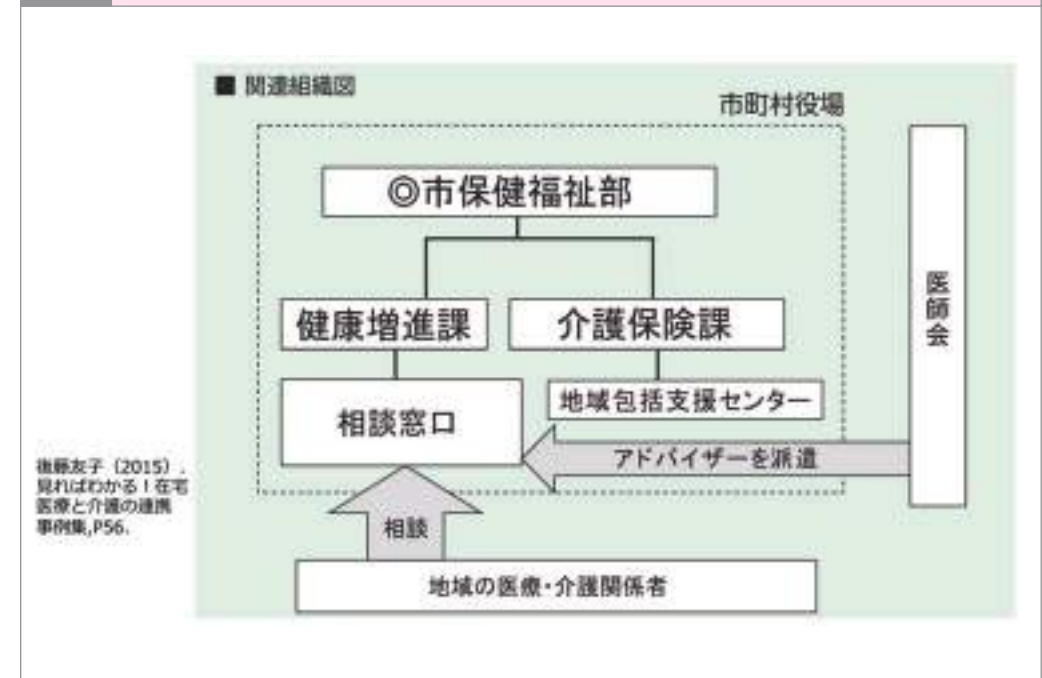 ■ 関連組織図
市町村役場
◎市保健福祉部
健康増進課
介護保険課
相談窓口
地域包括支援センター
アドバイザーを派遣
医師会
相談
地域の医療・介護関係者
後藤友子（2015）.
見ればわかる！在宅
医療と介護の連携
事例集,P56.